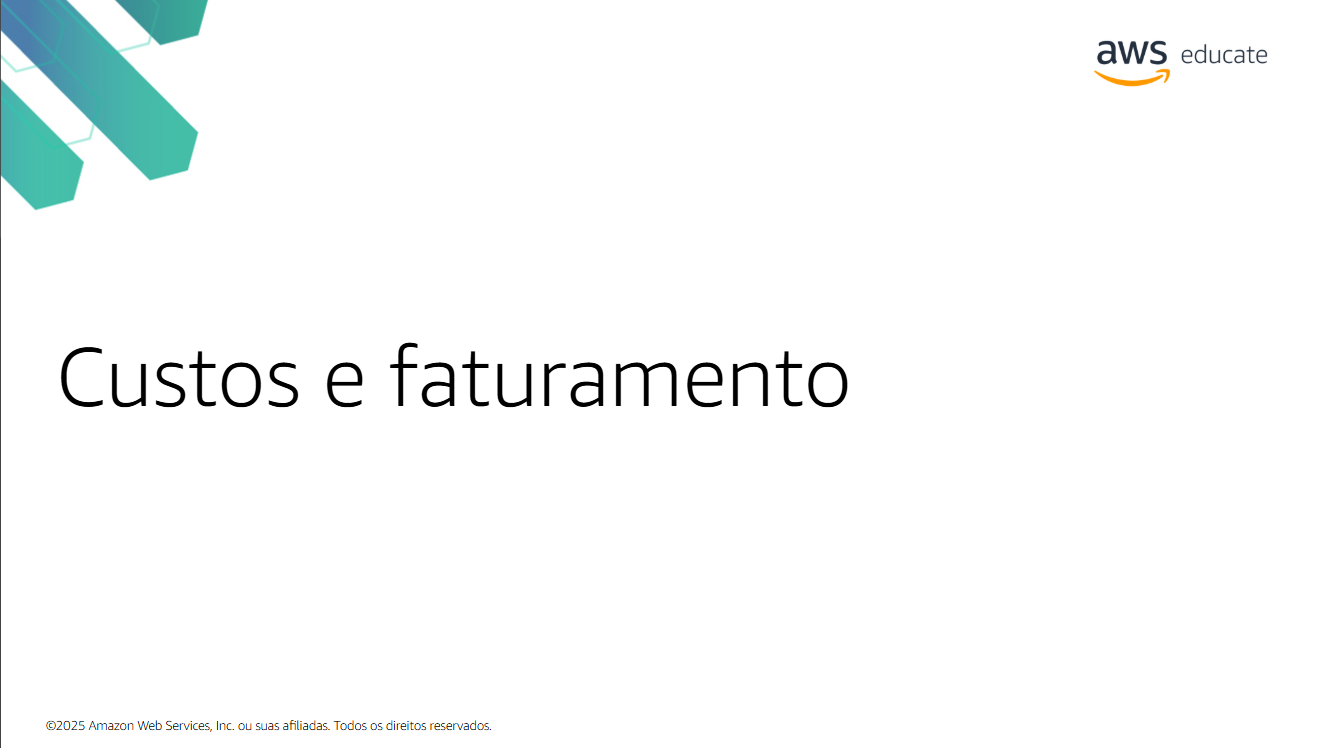 aws educate
Custos e faturamento
©2025 Amazon Web Services, Inc. ou suas afiliadas. Todos os direitos reservados.